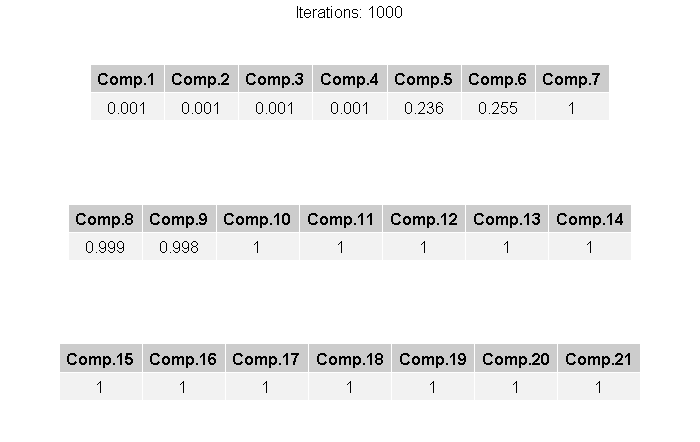 Iterations: 1000
Comp.1 Comp.2 Comp.3 Comp.4 Comp.5 Comp.6 Comp.7
0.001 0.001 0.001 0.001 0.236 0.255 1
Comp.8 Comp.9 Comp.10 Comp.11 Comp.12 Comp.13 Comp.14
0.999 0.998 1 1 1 1 1
Comp.15 Comp.16 Comp.17 Comp.18 Comp.19 Comp.20 Comp.21
1 1 1 1 1 1 1